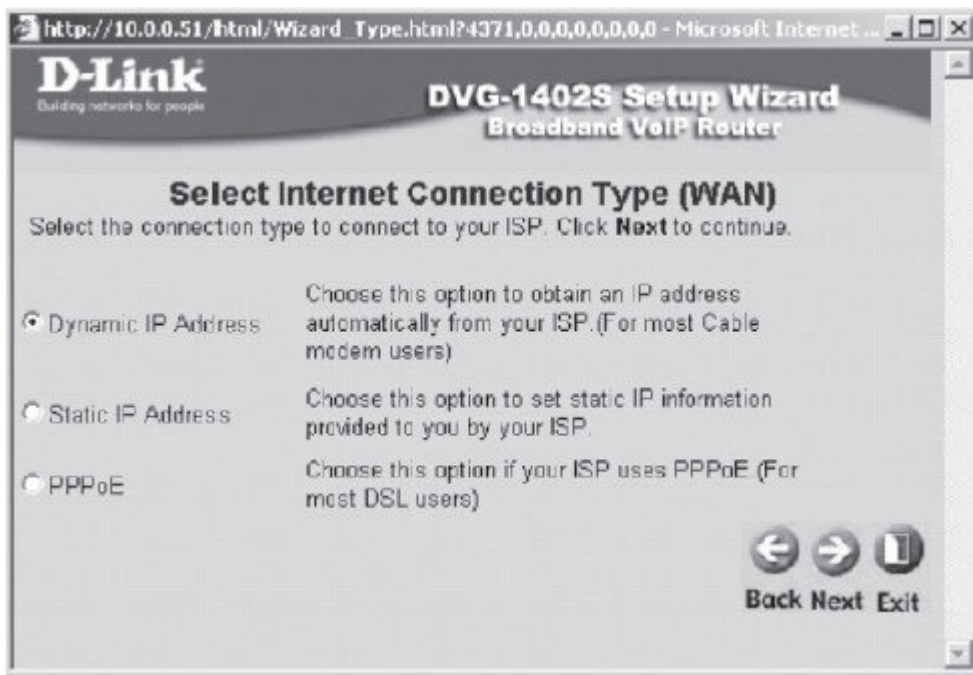 http://10.0.0.51/html/Wizard_Type.html?4371,0,0,0,0,0,0,0,0 - Microsoft Internet ...
D-Link
Building networks for people
DVG-1402S Setup Wizard
Broadband VoIP Router
Select Internet Connection Type (WAN)
Select the connection type to connect to your ISP. Click Next to continue.
Dynamic IP Address
Choose this option to obtain an IP address
automatically from your ISP.(For most Cable
modem users)
Static IP Address
Choose this option to set static IP information
provided to you by your ISP.
PPPoE
Choose this option if your ISP uses PPPoE.(For
most DSL users)
Back Next Exit